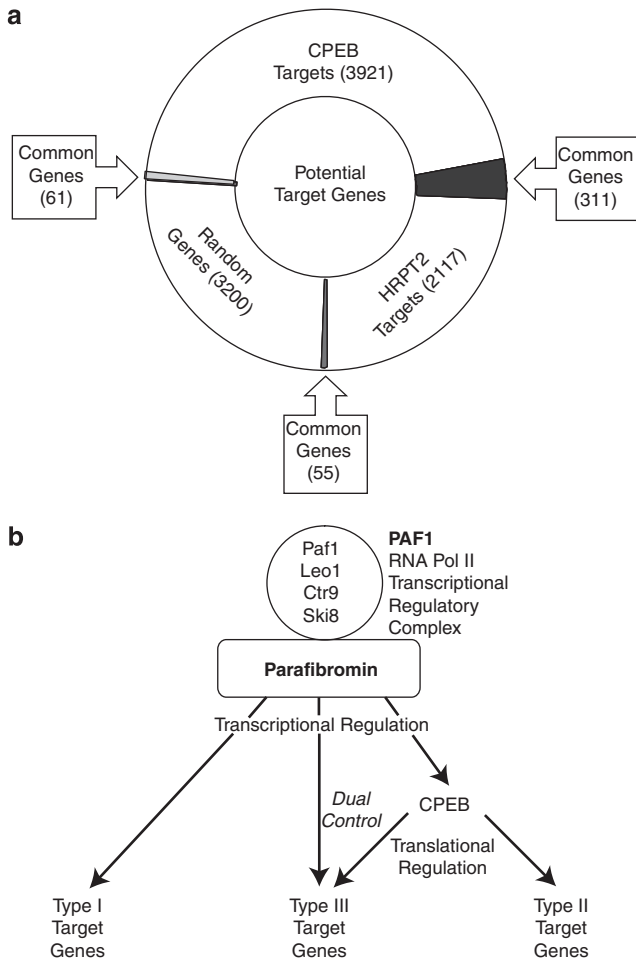 a
CPEB
Targets (3921)
Common
Genes
(61)
Potential
Target Genes
Common
Genes
(311)
Random
Genes (3200)
HRPT2
Targets (2117)
Common
Genes
(55)
b
Paf1
Leo1
Ctr9
Ski8
PAF1
RNA Pol II
Transcriptional
Regulatory
Complex
Parafibromin
Transcriptional Regulation
Dual
Control
CPEB
Translational
Regulation
Type I
Target
Genes
Type III
Target
Genes
Type II
Target
Genes